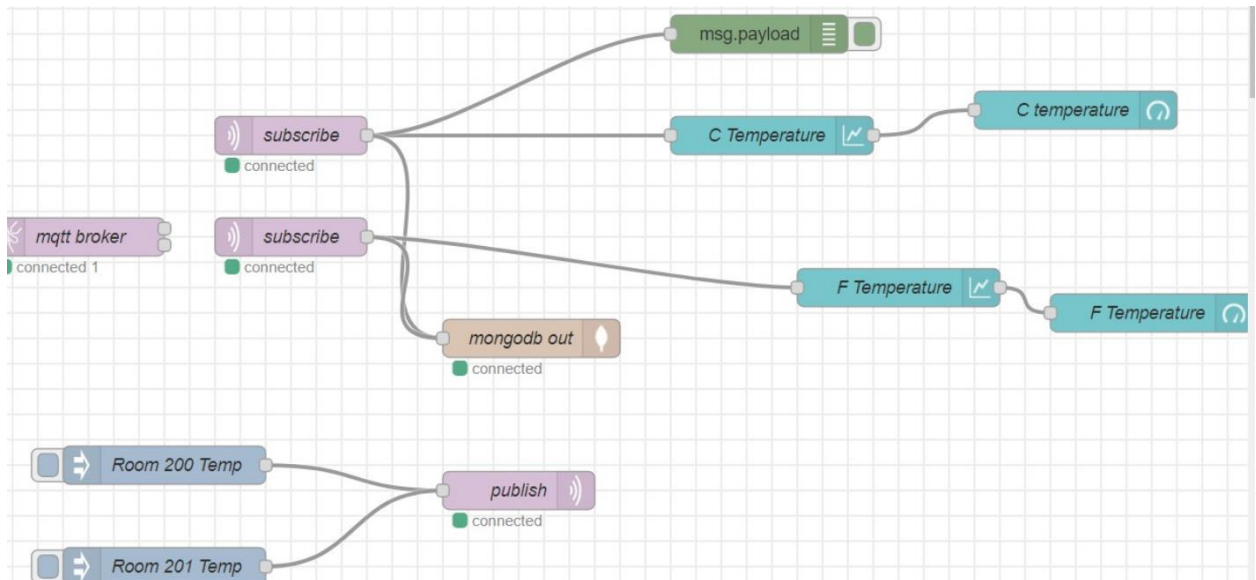 msg.payload
C temperature
subscribe
C Temperature
connected
mqtt broker
subscribe
connected 1
connected
F Temperature
F Temperature
mongodb out
connected
Room 200 Temp
publish
connected
Room 201 Temp